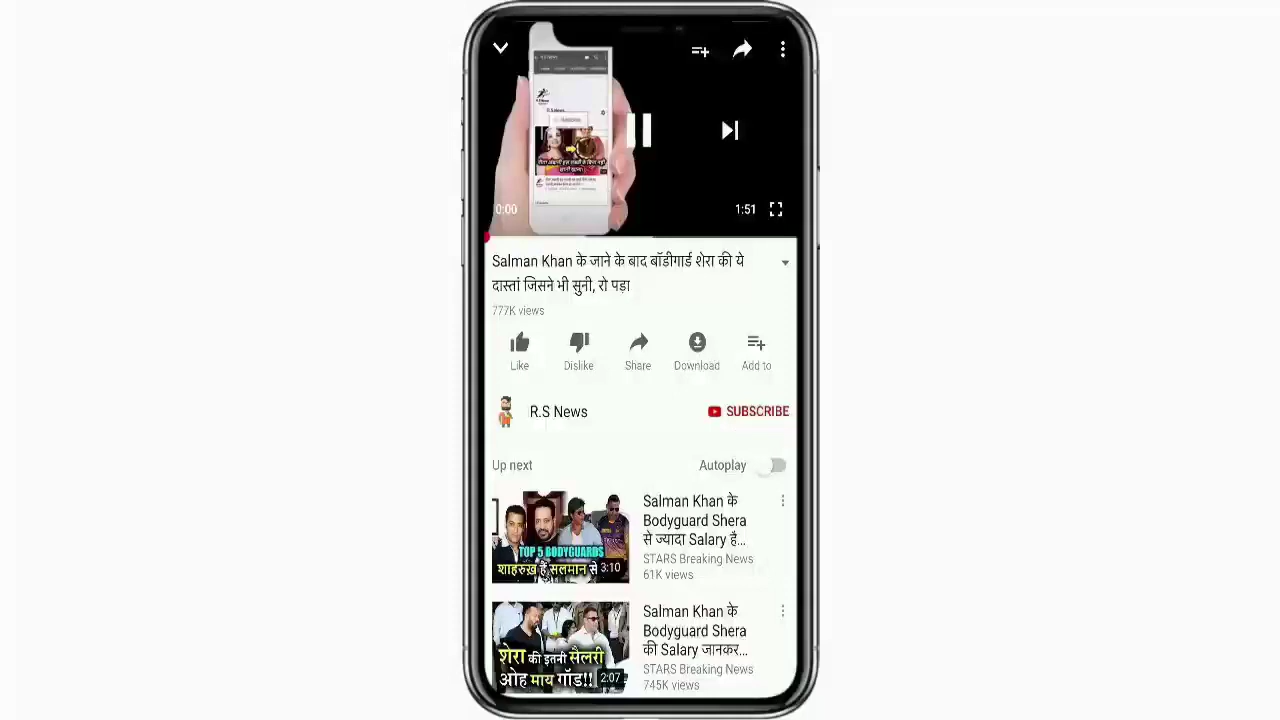 0:00
1:51
Salman Khan के जाने के बाद बॉडीगार्ड शेरा की ये
दास्तां जिसने भी सुनी, रो पड़ा
777K views
Like
Dislike
Share
Download
Add to
R.S News
SUBSCRIBE
Up next
Autoplay
TOP 5 BODYGUARDS
शाहरुख़ हैं सलमान से
3:10
Salman Khan के
Bodyguard Shera
से ज्यादा Salary है...
STARS Breaking News
61K views
शेरा की इतनी सैलरी
ओह माय गॉड!!
2:07
Salman Khan के
Bodyguard Shera
की Salary जानकर...
STARS Breaking News
745K views